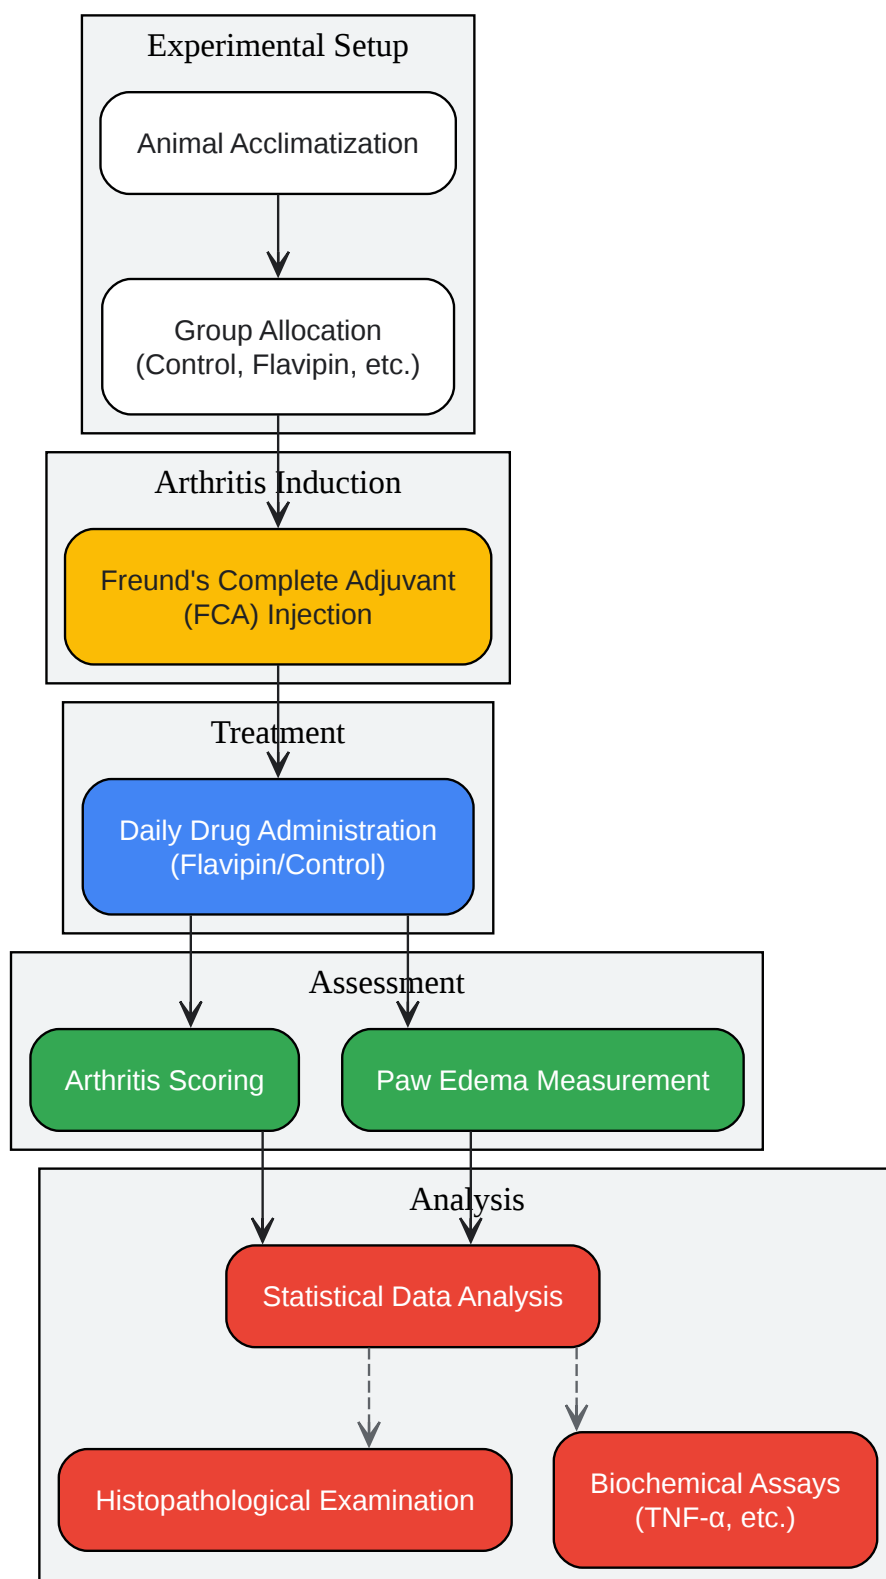 Experimental Setup
Animal Acclimatization
Group Allocation
(Control, Flavipin, etc.)
Arthritis Induction
Freund's Complete Adjuvant
(FCA) Injection
Treatment
Daily Drug Administration
(Flavipin/Control)
Assessment
Arthritis Scoring
Paw Edema Measurement
Analysis
Statistical Data Analysis
Histopathological Examination
Biochemical Assays
(TNF-α, etc.)